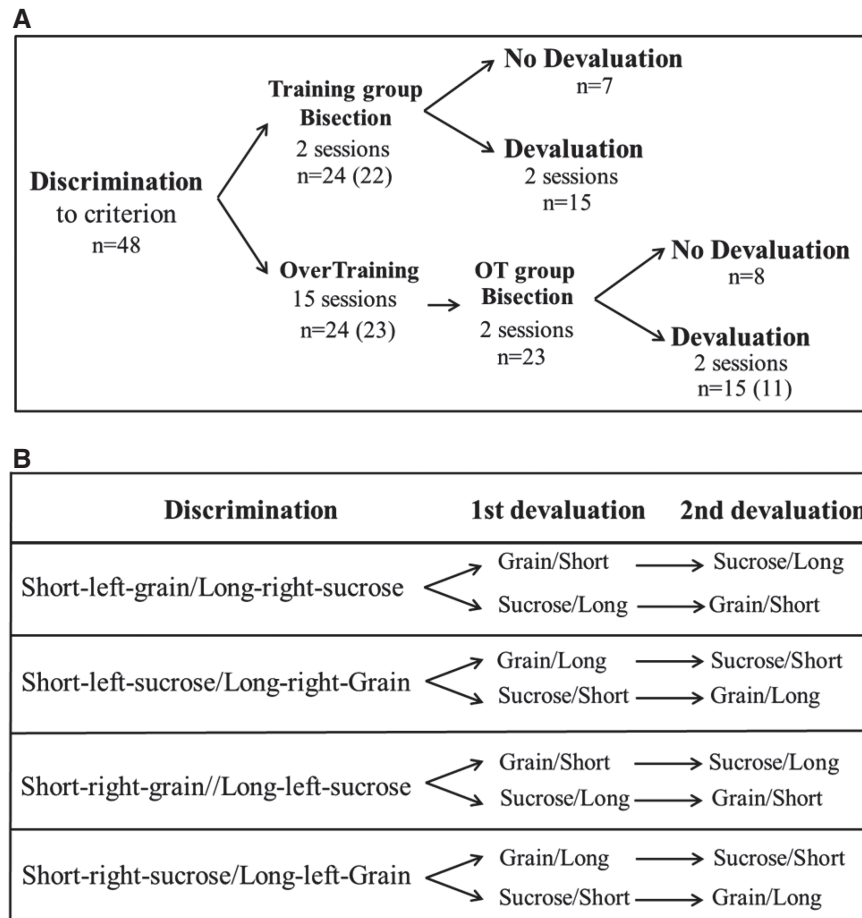 A
Discrimination
to criterion
n=48
Training group
Bisection
2 sessions
n=24 (22)
No Devaluation
n=7
Devaluation
2 sessions
n=15
OverTraining
15 sessions
n=24 (23)
OT group
Bisection
2 sessions
n=23
No Devaluation
n=8
Devaluation
2 sessions
n=15 (11)
B
Discrimination 1st devaluation 2nd devaluation
Short-left-grain/Long-right-sucrose
Grain/Short Sucrose/Long
Sucrose/Long Grain/Short
Short-left-sucrose/Long-right-Grain
Grain/Long Sucrose/Short
Sucrose/Short Grain/Long
Short-right-grain//Long-left-sucrose
Grain/Short Sucrose/Long
Sucrose/Long Grain/Short
Short-right-sucrose/Long-left-Grain
Grain/Long Sucrose/Short
Sucrose/Short Grain/Long